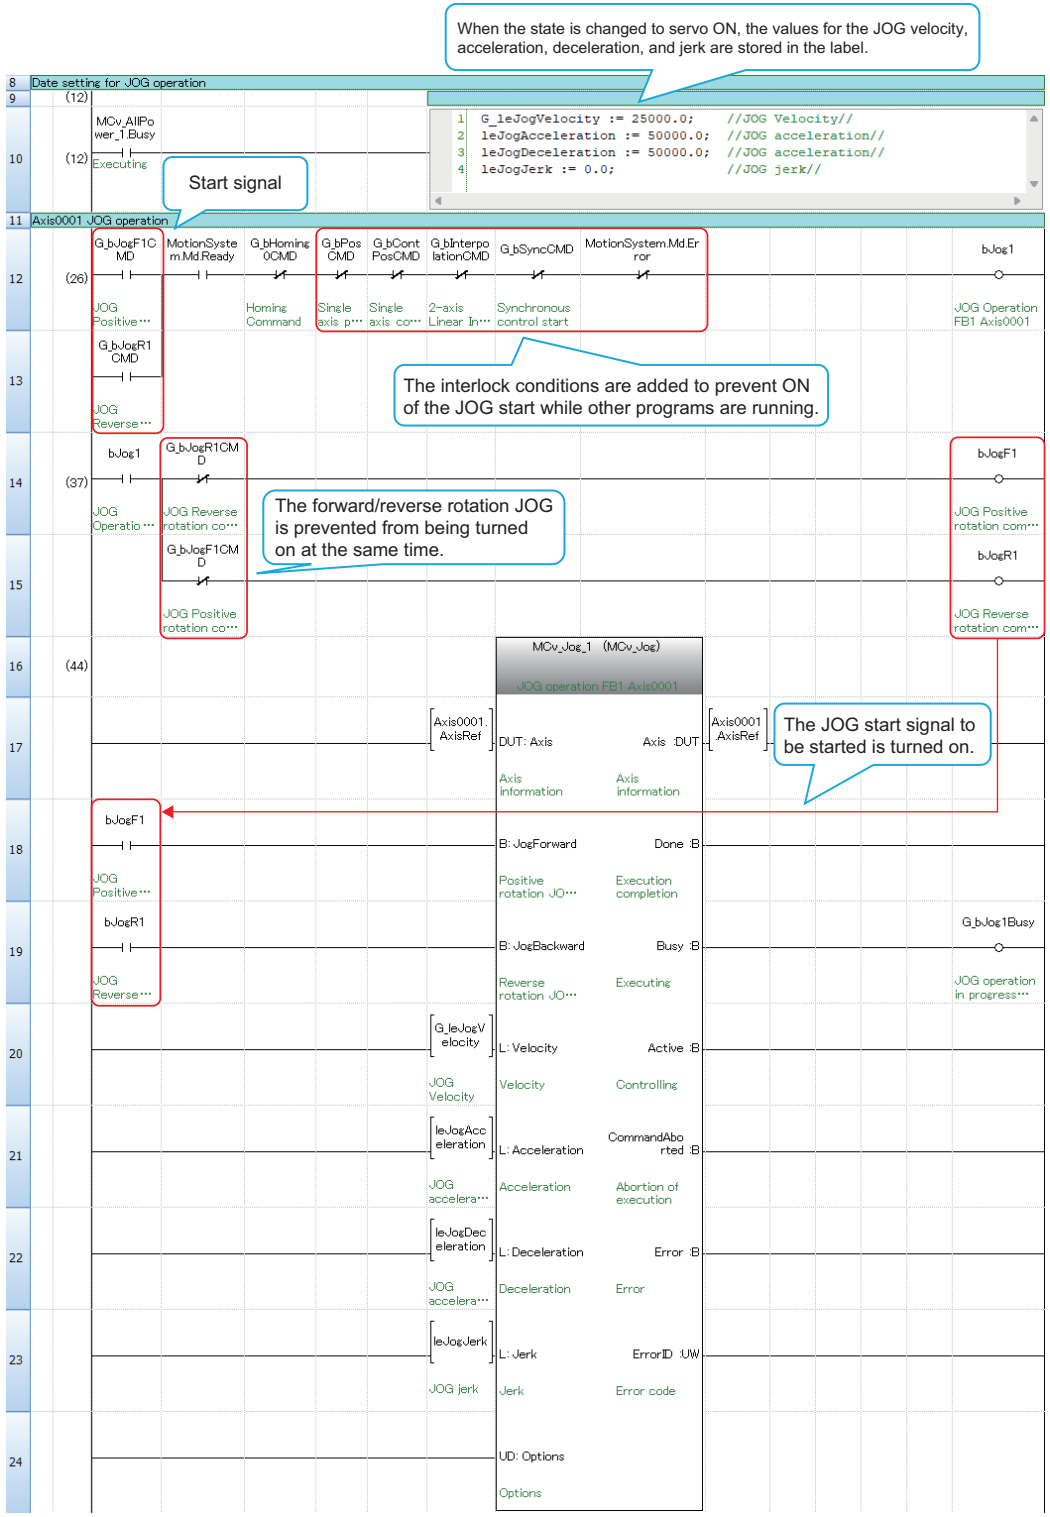 When the state is changed to servo ON, the values for the JOG velocity,
acceleration, deceleration, and jerk are stored in the label.
8 Date setting for JOG operation
9 (12)
MCv_AllPo
wer_1.Busy
10 (12)
Executing
1 G_leJogVelocity := 25000.0; //JOG Velocity//
2 leJogAcceleration := 50000.0; //JOG acceleration//
3 leJogDeceleration := 50000.0; //JOG acceleration//
4 leJogJerk := 0.0; //JOG jerk//
Start signal
11 Axis0001 JOG operation
G_bJogF1C
MD
MotionSyste
m.Md.Ready
G_bHoming
0CMD
G_bPos
CMD
G_bCont
PosCMD
G_bInterpo
lationCMD
G_bSyncCMD
MotionSystem.Md.Er
ror
bJog1
12 (26)
JOG
Positive ···
Homing
Command
Single
axis p···
Single
axis co···
2-axis
Linear In···
Synchronous
control start
JOG Operation
FB1 Axis0001
G_bJogR1
CMD
13
JOG
Reverse ···
The interlock conditions are added to prevent ON
of the JOG start while other programs are running.
bJog1
G_bJogR1CM
D
bJogF1
14 (37)
JOG
Operatio ···
JOG Reverse
rotation co···
JOG Positive
rotation com···
The forward/reverse rotation JOG
is prevented from being turned
on at the same time.
G_bJogF1CM
D
bJogR1
15
JOG Positive
rotation co···
JOG Reverse
rotation com···
16 (44)
MCv_Jog_1 (MCv_Jog)
JOG operation FB1 Axis0001
17
Axis0001.
AxisRef
DUT: Axis
Axis :DUT
Axis0001
.AxisRef
Axis
information
Axis
information
The JOG start signal to
be started is turned on.
bJogF1
18
B: JogForward
Done :B
JOG
Positive ···
Positive
rotation JO···
Execution
completion
bJogR1
G_bJog1Busy
19
B: JogBackward
Busy :B
JOG
Reverse ···
Reverse
rotation JO···
Executing
JOG operation
in progress···
20
G_leJogV
elocity
L: Velocity
Active :B
JOG
Velocity
Velocity
Controlling
21
leJogAcc
eleration
L: Acceleration
CommandAbo
rted :B
JOG
accelera···
Acceleration
Abortion of
execution
22
leJogDec
eleration
L: Deceleration
Error :B
JOG
accelera···
Deceleration
Error
23
leJogJerk
L: Jerk
ErrorID :UW
JOG jerk
Jerk
Error code
24
UD: Options
Options